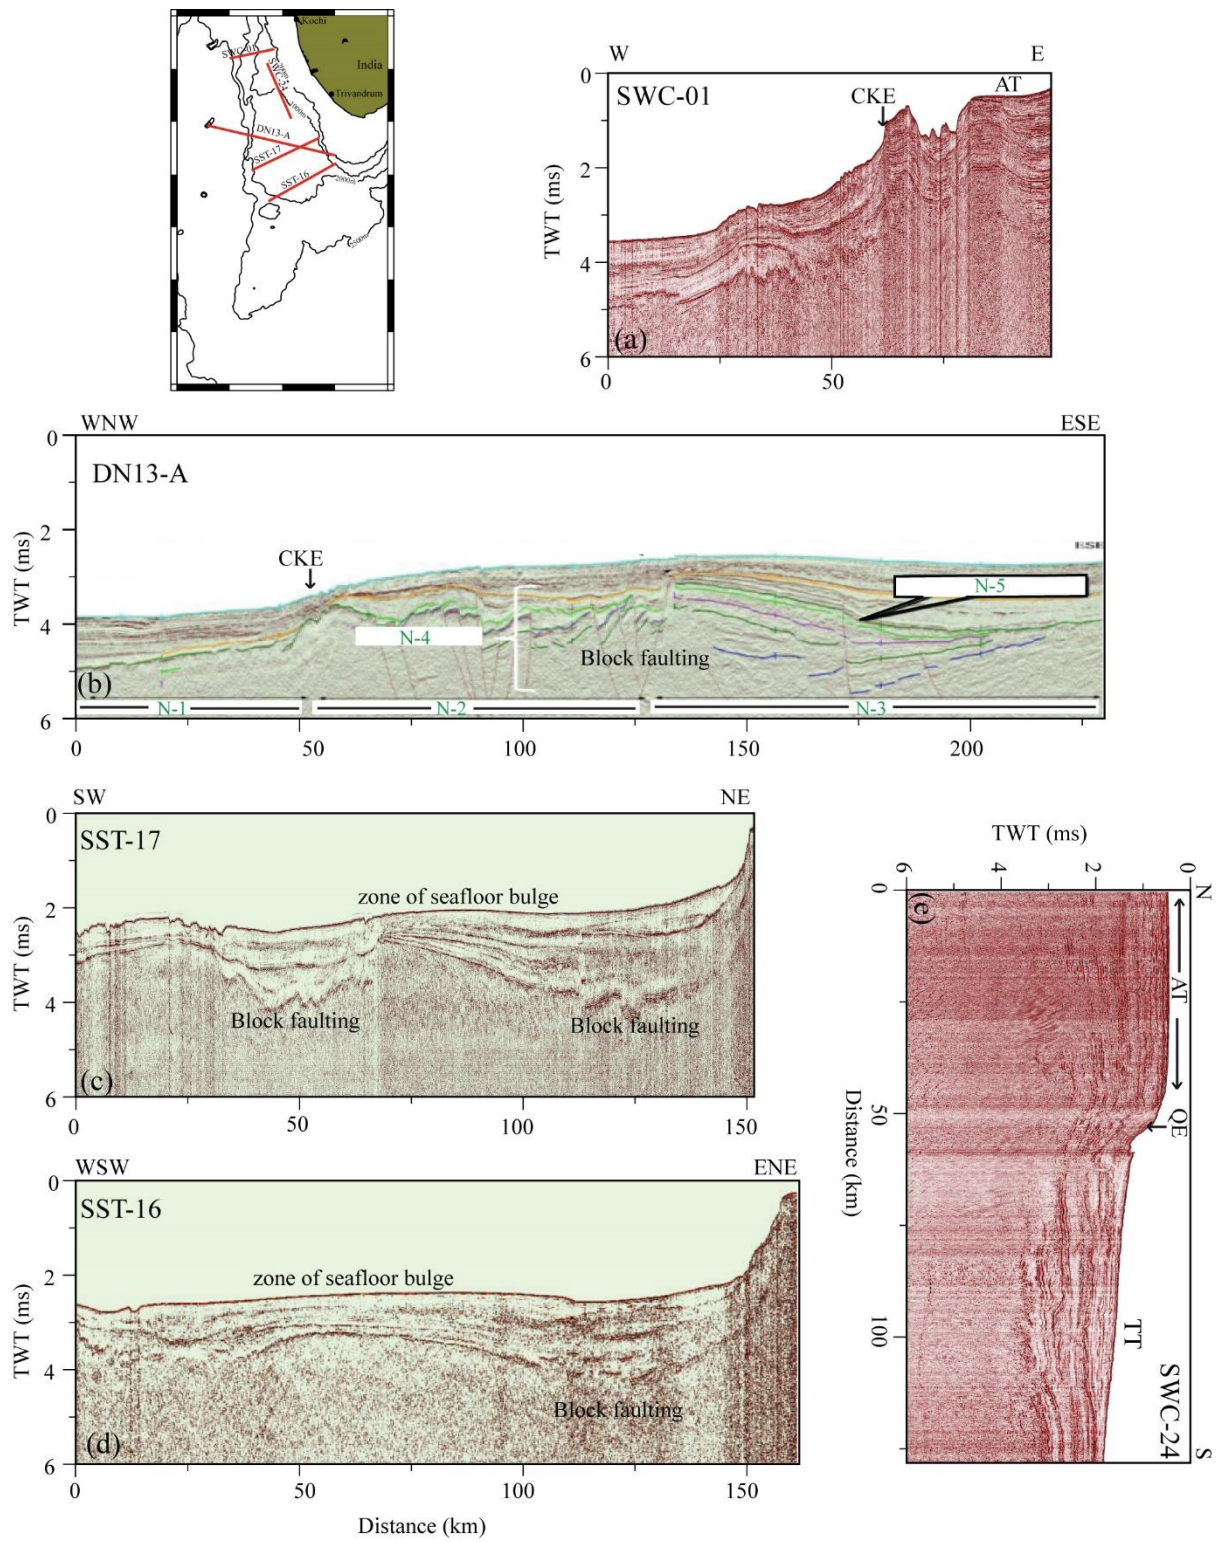 Kochi
SWC-01
200m
SWC-24
India
Trivandrum
1000m
DN13-A
SST-17
SST-16
2000m
2500m
W
E
0
SWC-01
CKE
AT
2
TWT (ms)
4
(a)
6
0
50
WNW
ESE
0
DN13-A
2
TWT (ms)
CKE
ESE
N-5
4
N-4
Block faulting
(b)
N-1
N-2
N-3
6
0
50
100
150
200
SW
NE
0
SST-17
zone of seafloor bulge
2
TWT (ms)
4
Block faulting
Block faulting
(c)
6
0
50
100
150
WSW
ENE
0
SST-16
zone of seafloor bulge
2
TWT (ms)
4
Block faulting
(d)
6
0
50
100
150
Distance (km)
TWT (ms)
6
4
2
0
0
N
(e)
AT
50
QE
Distance (km)
100
TT
SWC-24
S